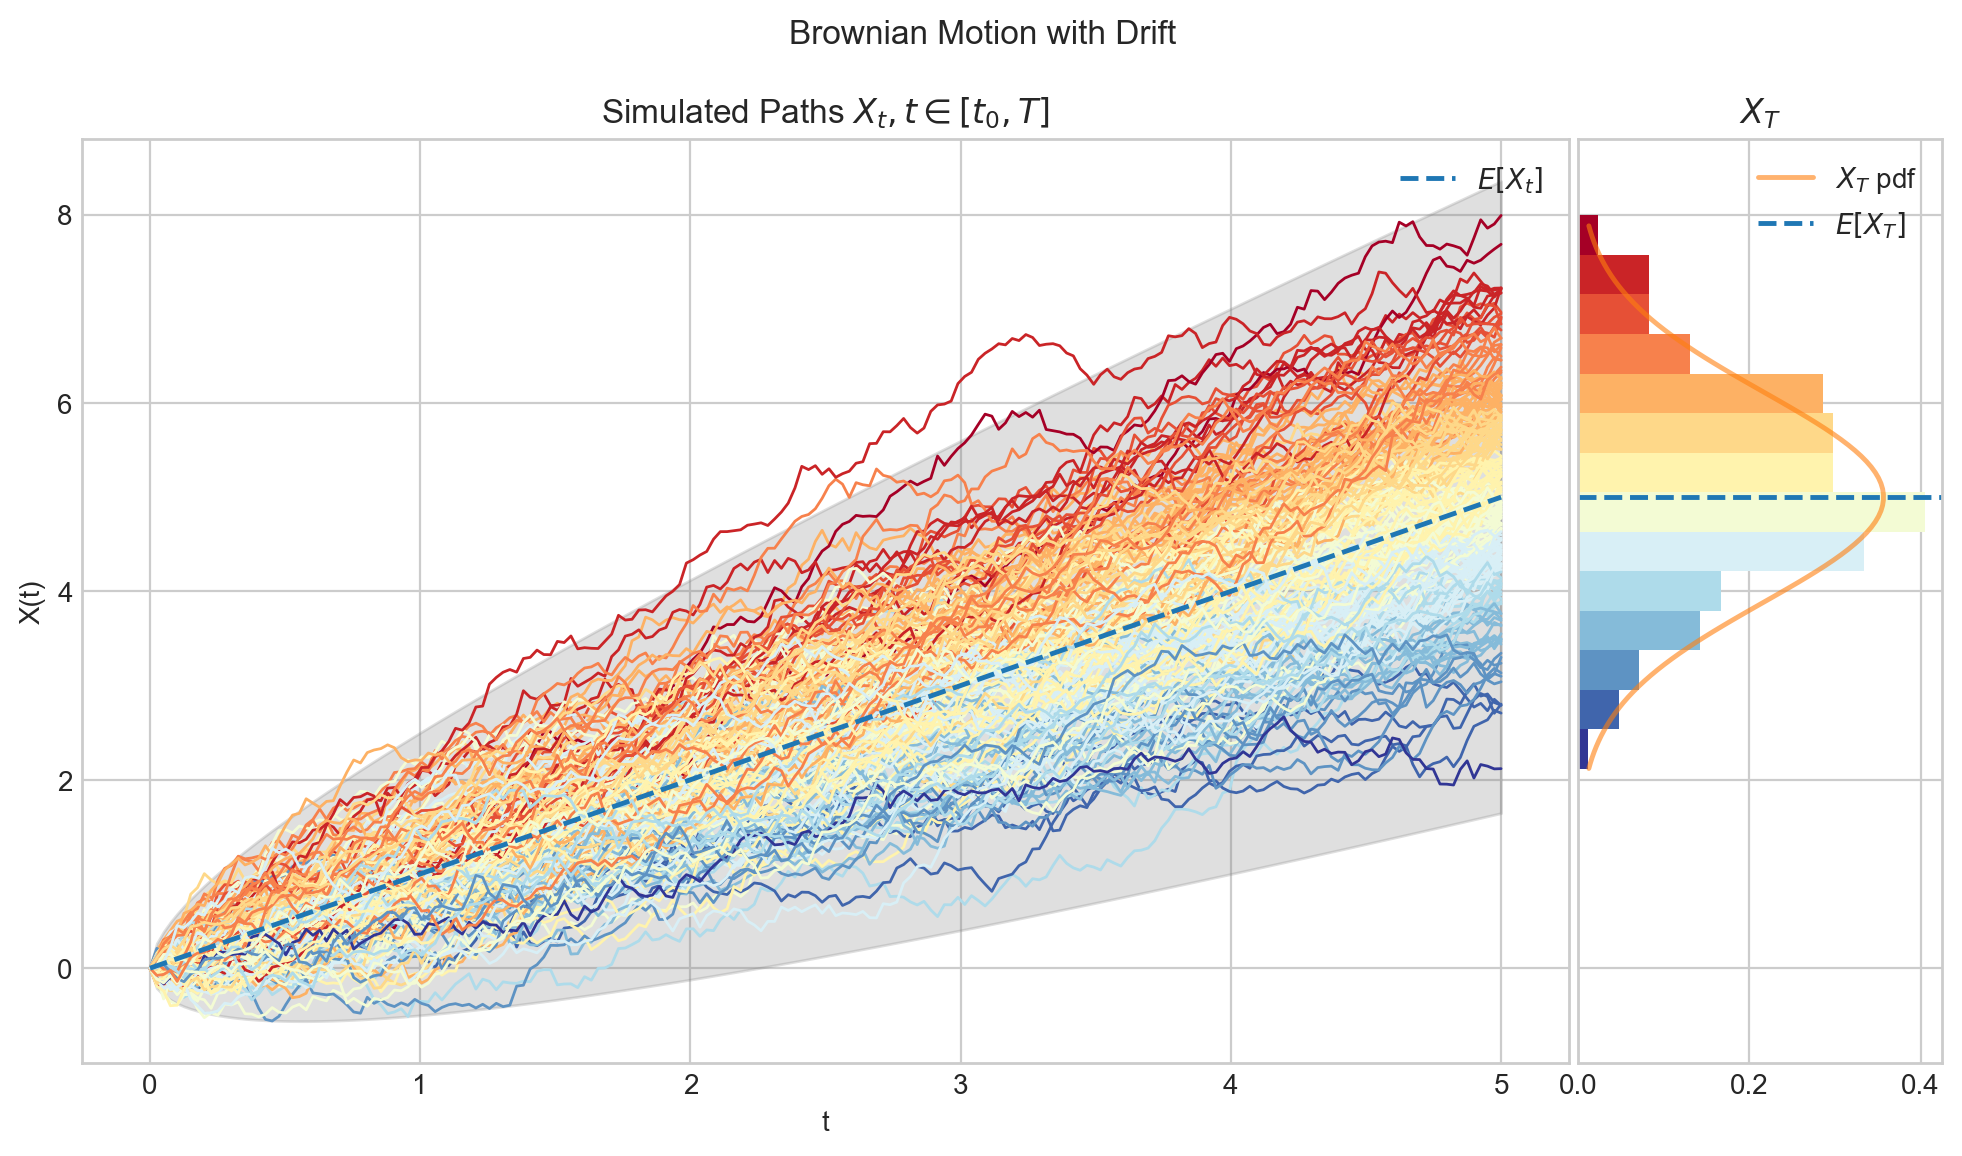 Brownian Motion with Drift
Simulated Paths $X_t, t \in [t_0, T]$
$X_T$
$E[X_t]$
$X_T$ pdf
$E[X_T]$
X(t)
8
6
4
2
0
0 1 2 3 4 5
t
0.0 0.2 0.4